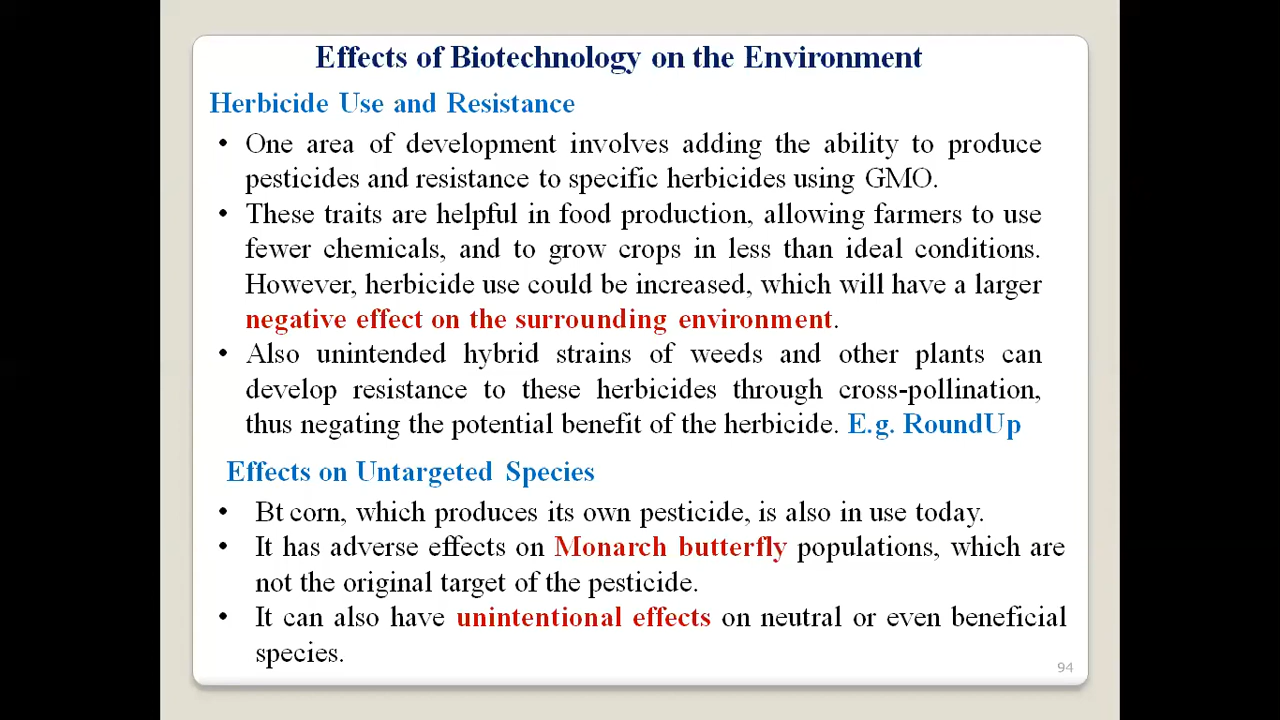 Effects of Biotechnology on the Environment
Herbicide Use and Resistance
• One area of development involves adding the ability to produce
pesticides and resistance to specific herbicides using GMO.
• These traits are helpful in food production, allowing farmers to use
fewer chemicals, and to grow crops in less than ideal conditions.
However, herbicide use could be increased, which will have a larger
negative effect on the surrounding environment.
• Also unintended hybrid strains of weeds and other plants can
develop resistance to these herbicides through cross-pollination,
thus negating the potential benefit of the herbicide. E.g. RoundUp
Effects on Untargeted Species
• Bt corn, which produces its own pesticide, is also in use today.
• It has adverse effects on Monarch butterfly populations, which are
not the original target of the pesticide.
• It can also have unintentional effects on neutral or even beneficial
species.
94